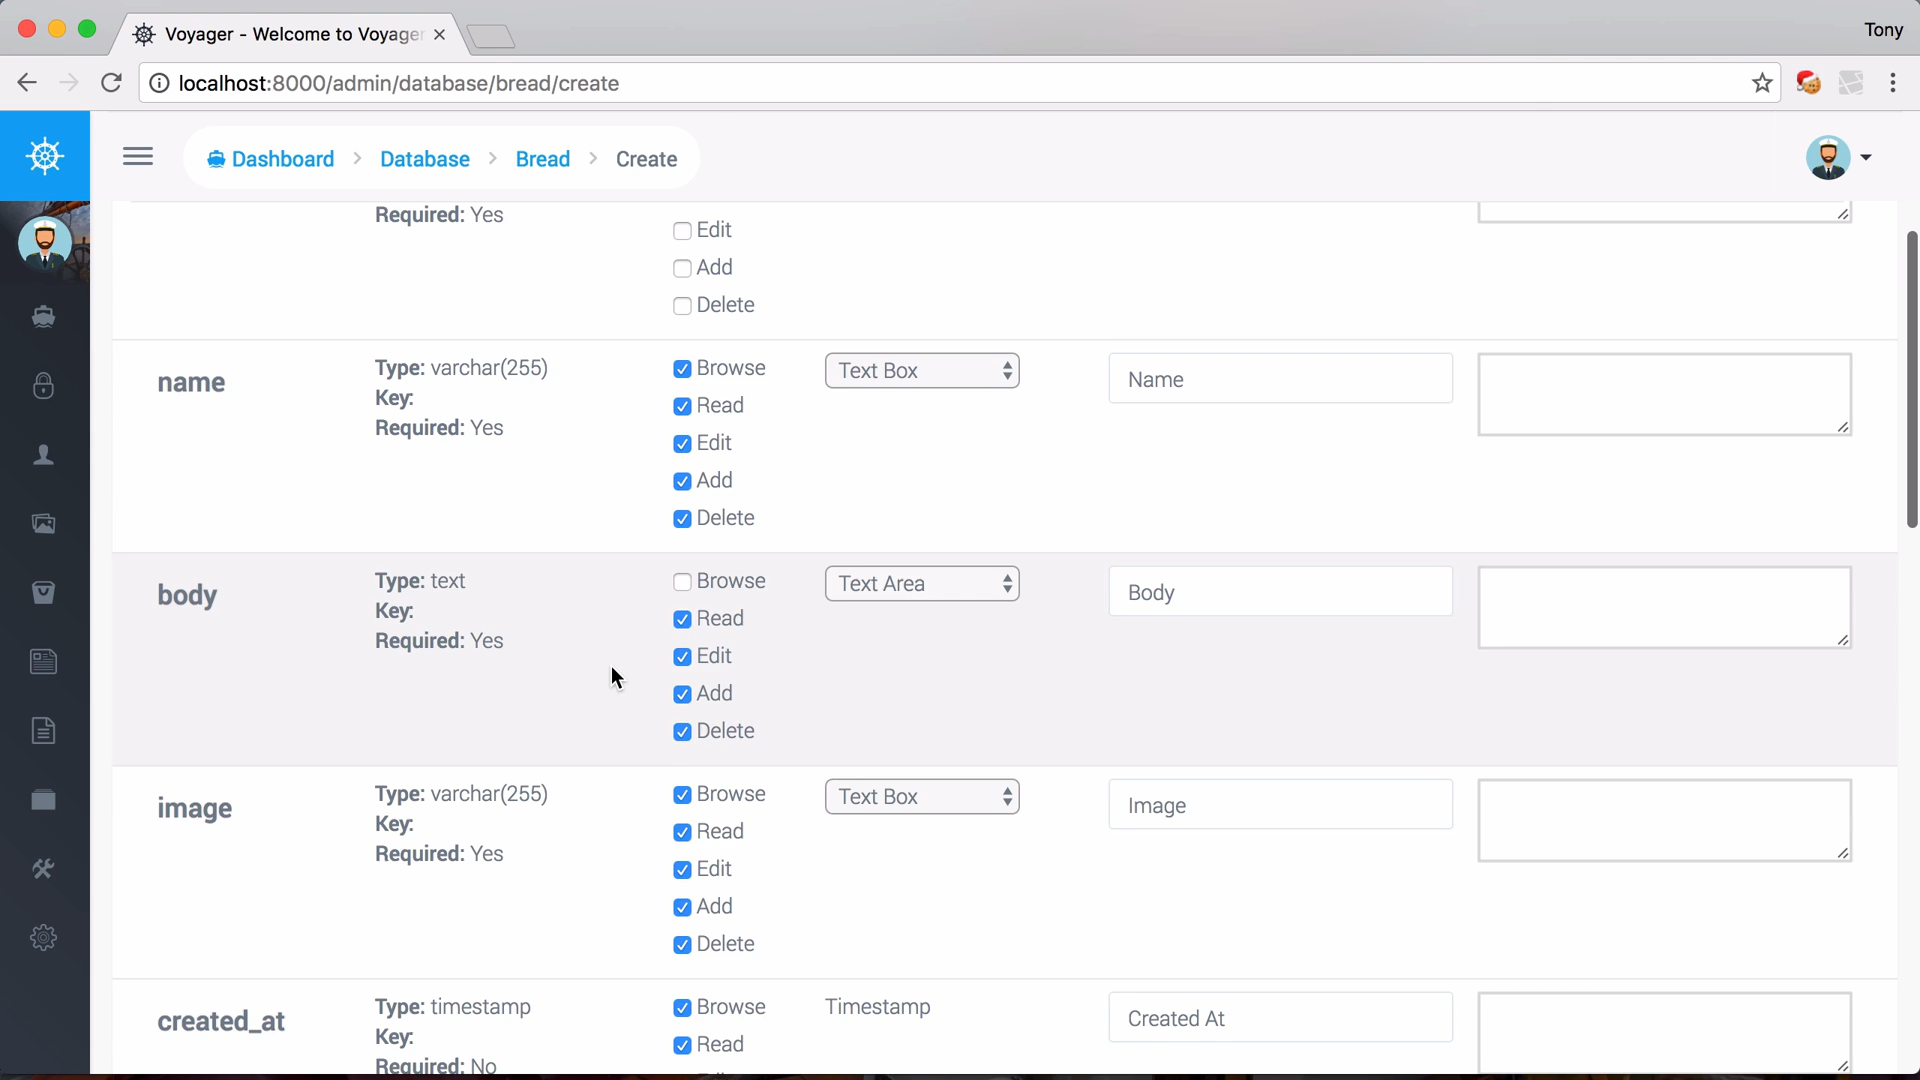 Voyager - Welcome to Voyager
Tony
localhost:8000/admin/database/bread/create
Dashboard > Database > Bread > Create
Required: Yes
Edit
Add
Delete
name
Type: varchar(255)
Key:
Required: Yes
Browse
Read
Edit
Add
Delete
Text Box
Name
body
Type: text
Key:
Required: Yes
Browse
Read
Edit
Add
Delete
Text Area
Body
image
Type: varchar(255)
Key:
Required: Yes
Browse
Read
Edit
Add
Delete
Text Box
Image
created_at
Type: timestamp
Key:
Required: No
Browse
Read
Timestamp
Created At